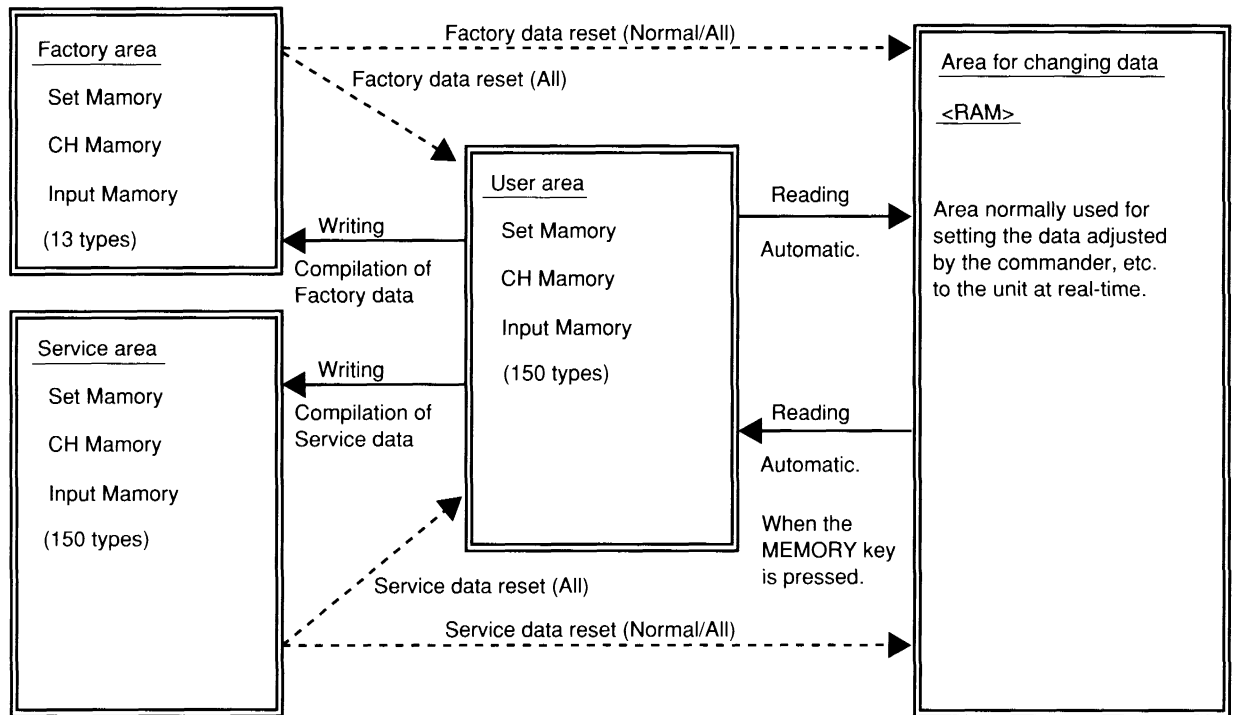 Factory area
Set Mamory
CH Mamory
Input Mamory
(13 types)
Service area
Set Mamory
CH Mamory
Input Mamory
(150 types)
Factory data reset (Normal/All)
Factory data reset (All)
Writing
Compilation of
Factory data
Writing
Compilation of
Service data
Service data reset (All)
Service data reset (Normal/All)
User area
Set Mamory
CH Mamory
Input Mamory
(150 types)
Reading
Automatic.
Reading
Automatic.
When the
MEMORY key
is pressed.
Area for changing data
<RAM>
Area normally used for
setting the data adjusted
by the commander, etc.
to the unit at real-time.